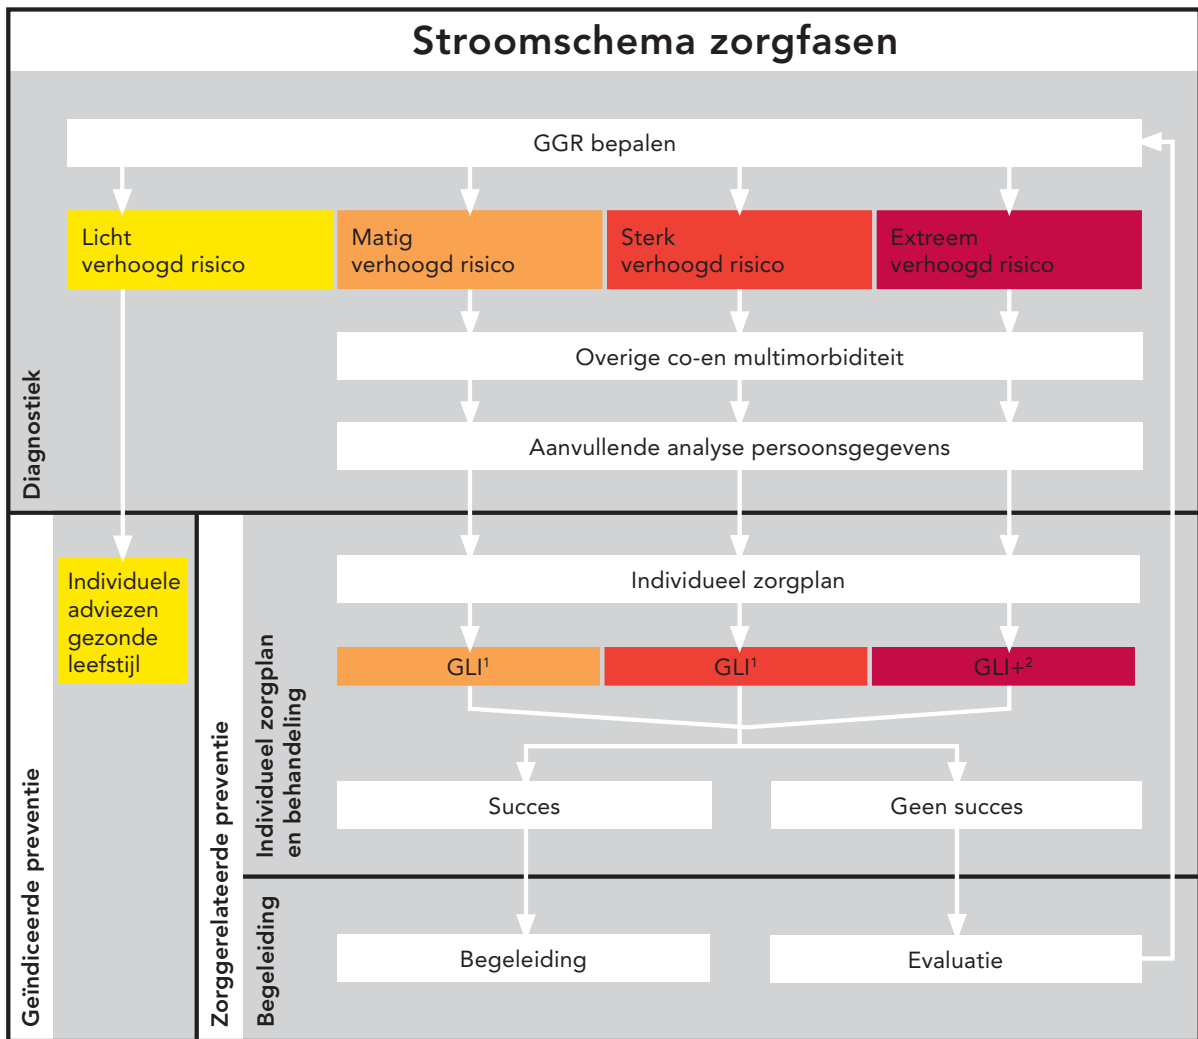 Stroomschema zorgfasen
GGR bepalen
Licht
verhoogd risico
Matig
verhoogd risico
Sterk
verhoogd risico
Extreem
verhoogd risico
Overige co-en multimorbiditeit
Aanvullende analyse persoonsgegevens
Diagnostiek
Geïndiceerde preventie
Individuele
adviezen
gezonde
leefstijl
Zorggerelateerde preventie
Individueel zorgplan
en behandeling
Individueel zorgplan
GLI¹
GLI¹
GLI+²
Succes
Geen succes
Begeleiding
Begeleiding
Evaluatie